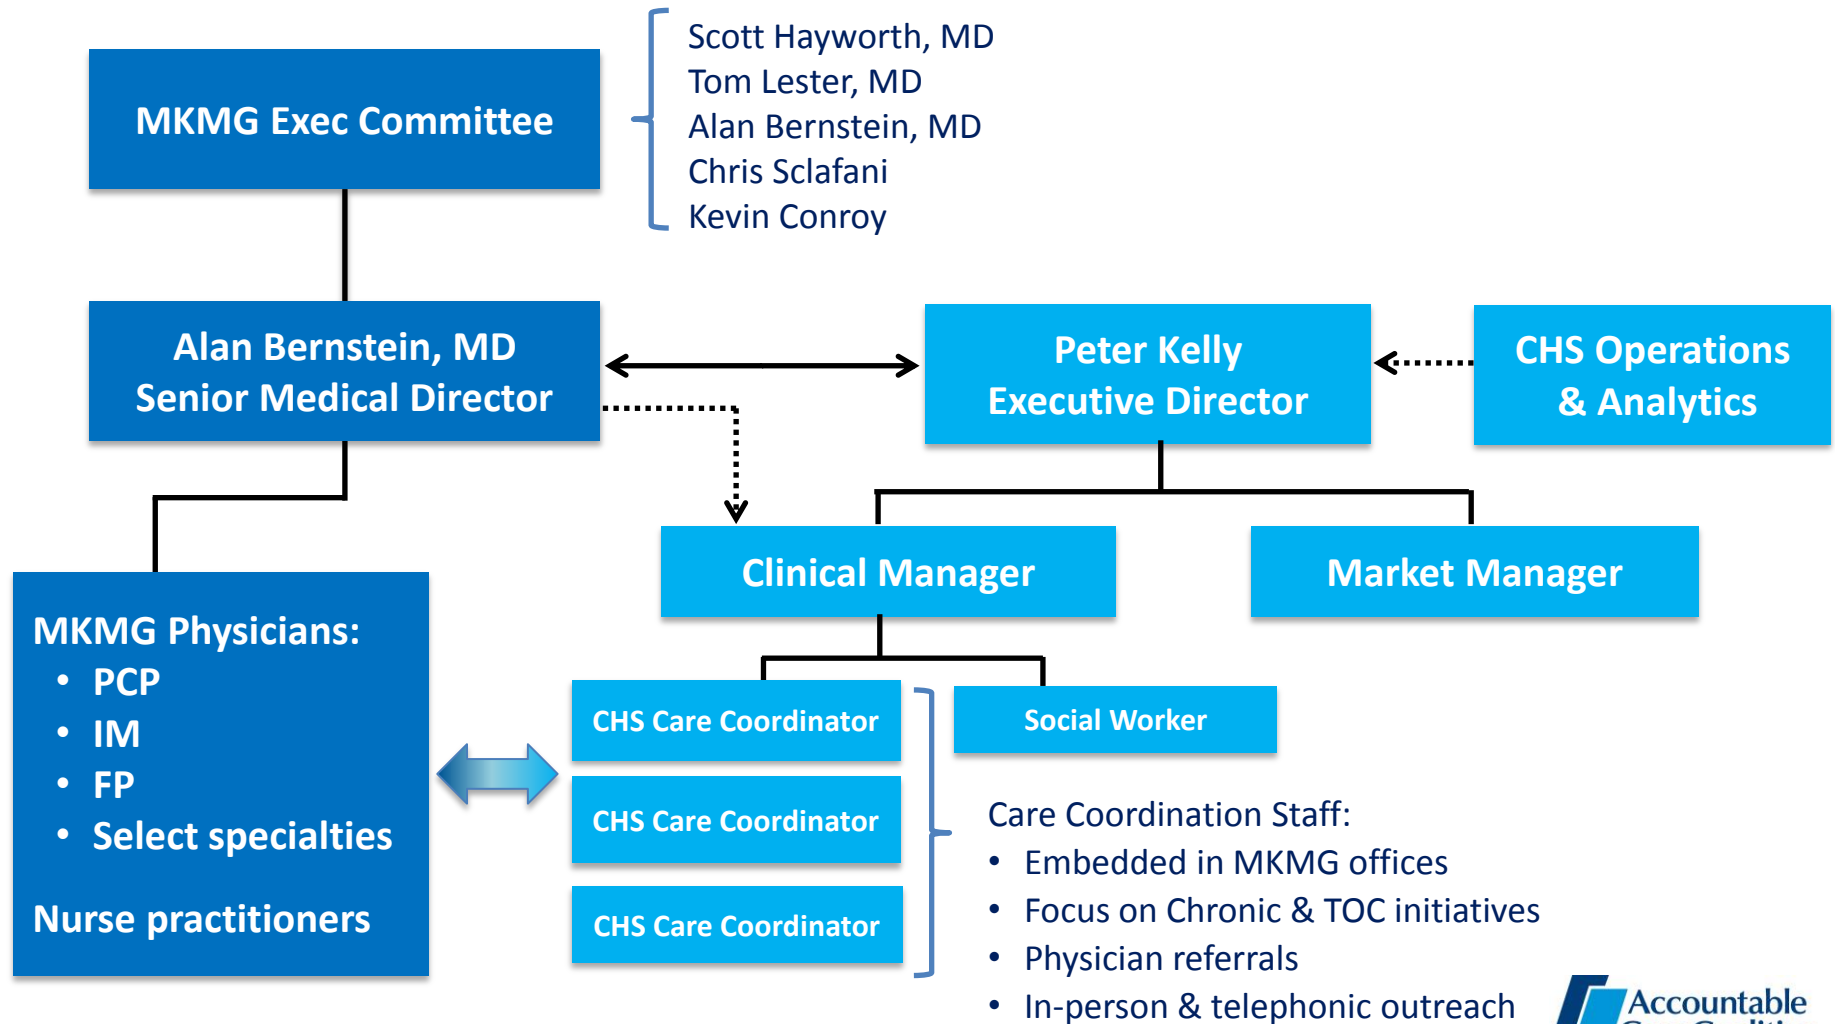 Scott Hayworth, MD
Tom Lester, MD
Alan Bernstein, MD
Chris Sclafani
Kevin Conroy
MKMG Exec Committee
Alan Bernstein, MD
Senior Medical Director
Peter Kelly
Executive Director
CHS Operations
& Analytics
Clinical Manager
Market Manager
MKMG Physicians:
• PCP
• IM
• FP
• Select specialties
Nurse practitioners
CHS Care Coordinator
CHS Care Coordinator
CHS Care Coordinator
Social Worker
Care Coordination Staff:
• Embedded in MKMG offices
• Focus on Chronic & TOC initiatives
• Physician referrals
• In-person & telephonic outreach
Accountable